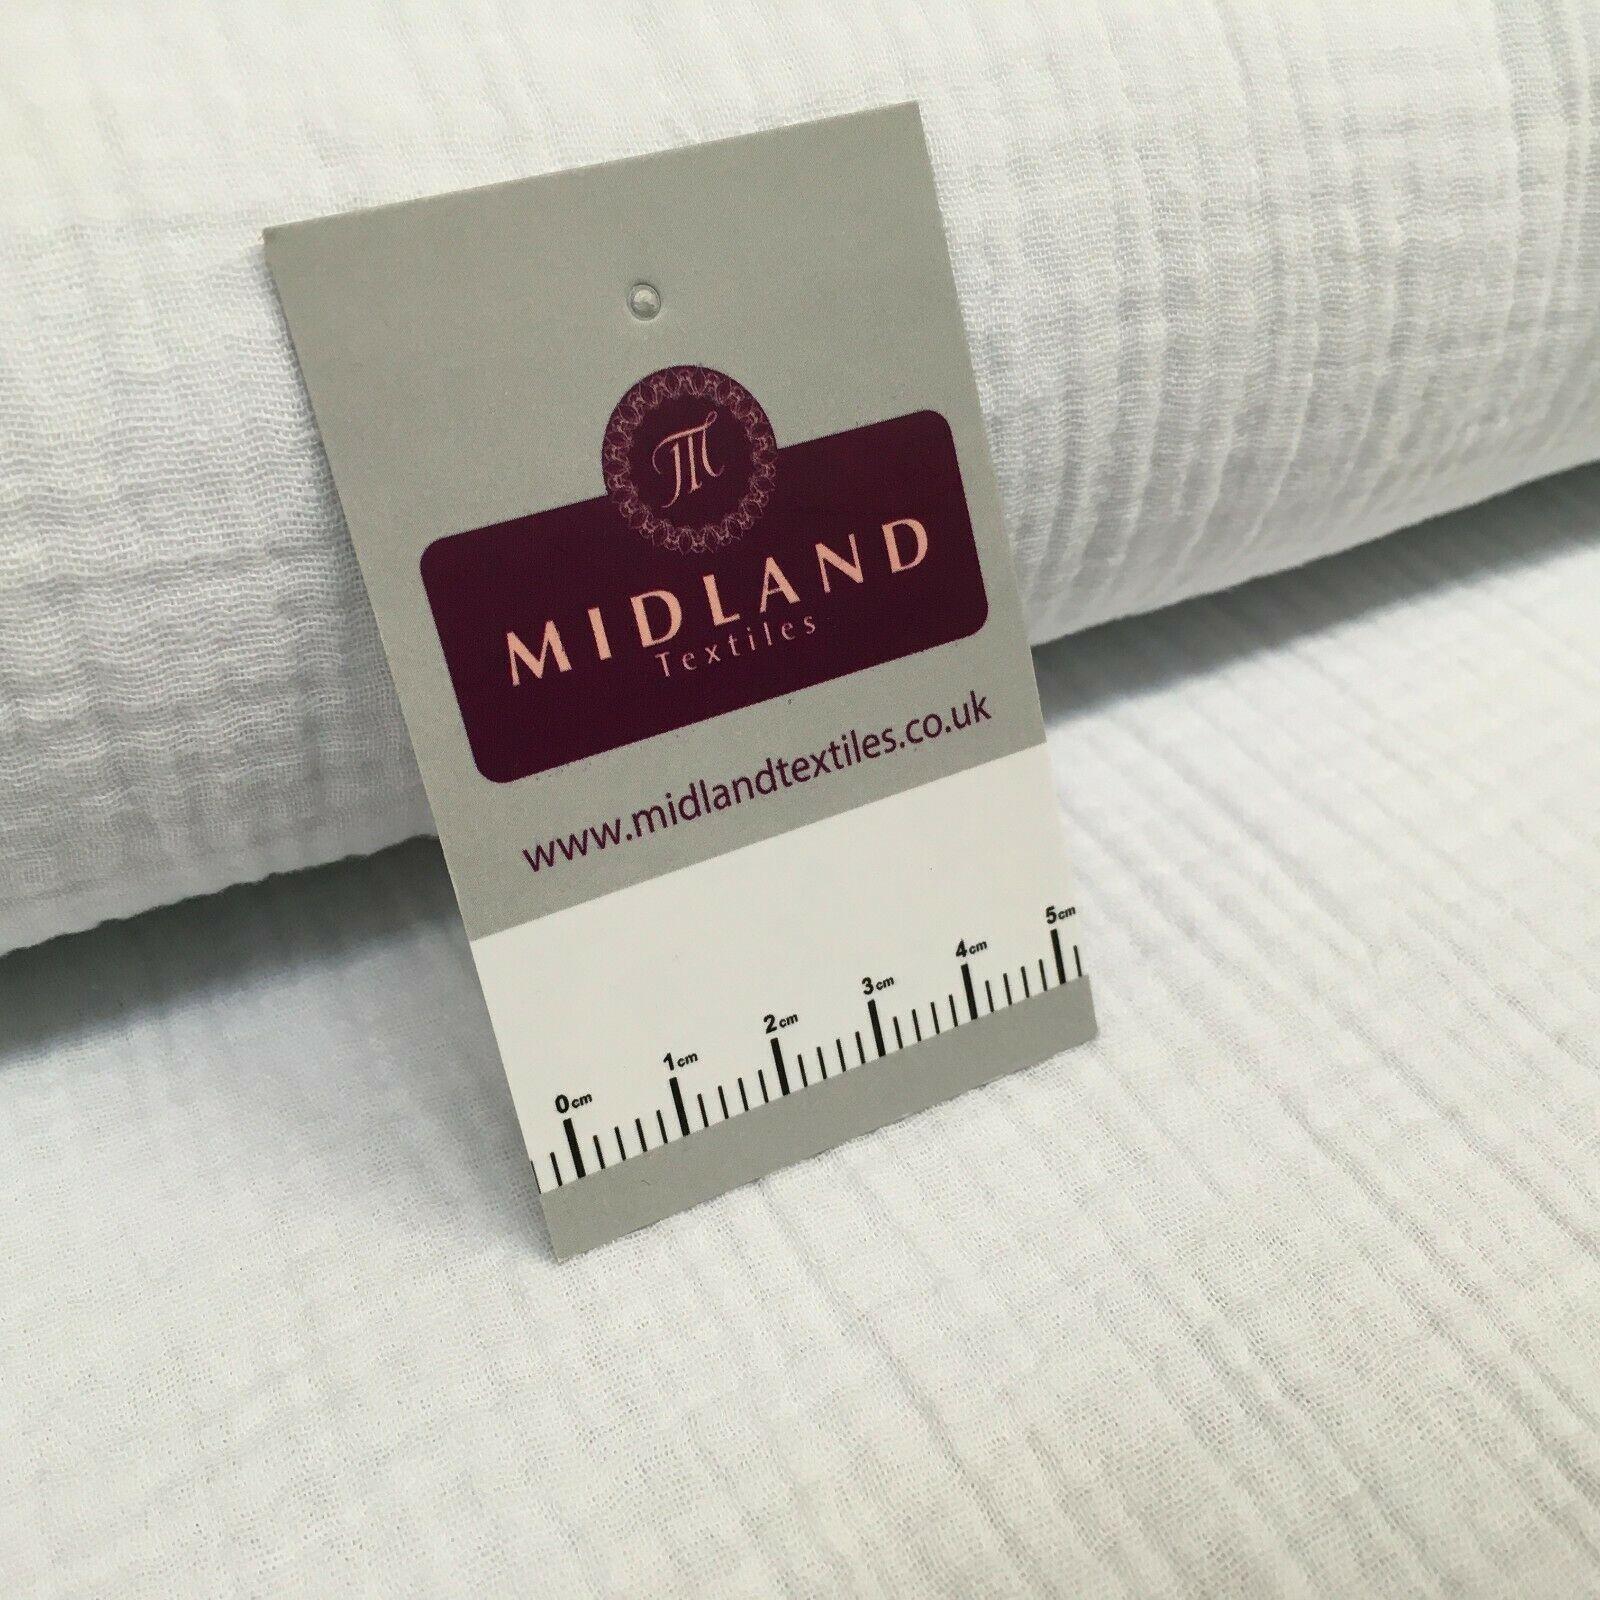 M
MIDLAND
Textiles
www.midlandtextiles.co.uk
0cm 1cm 2cm 3cm 4cm 5cm